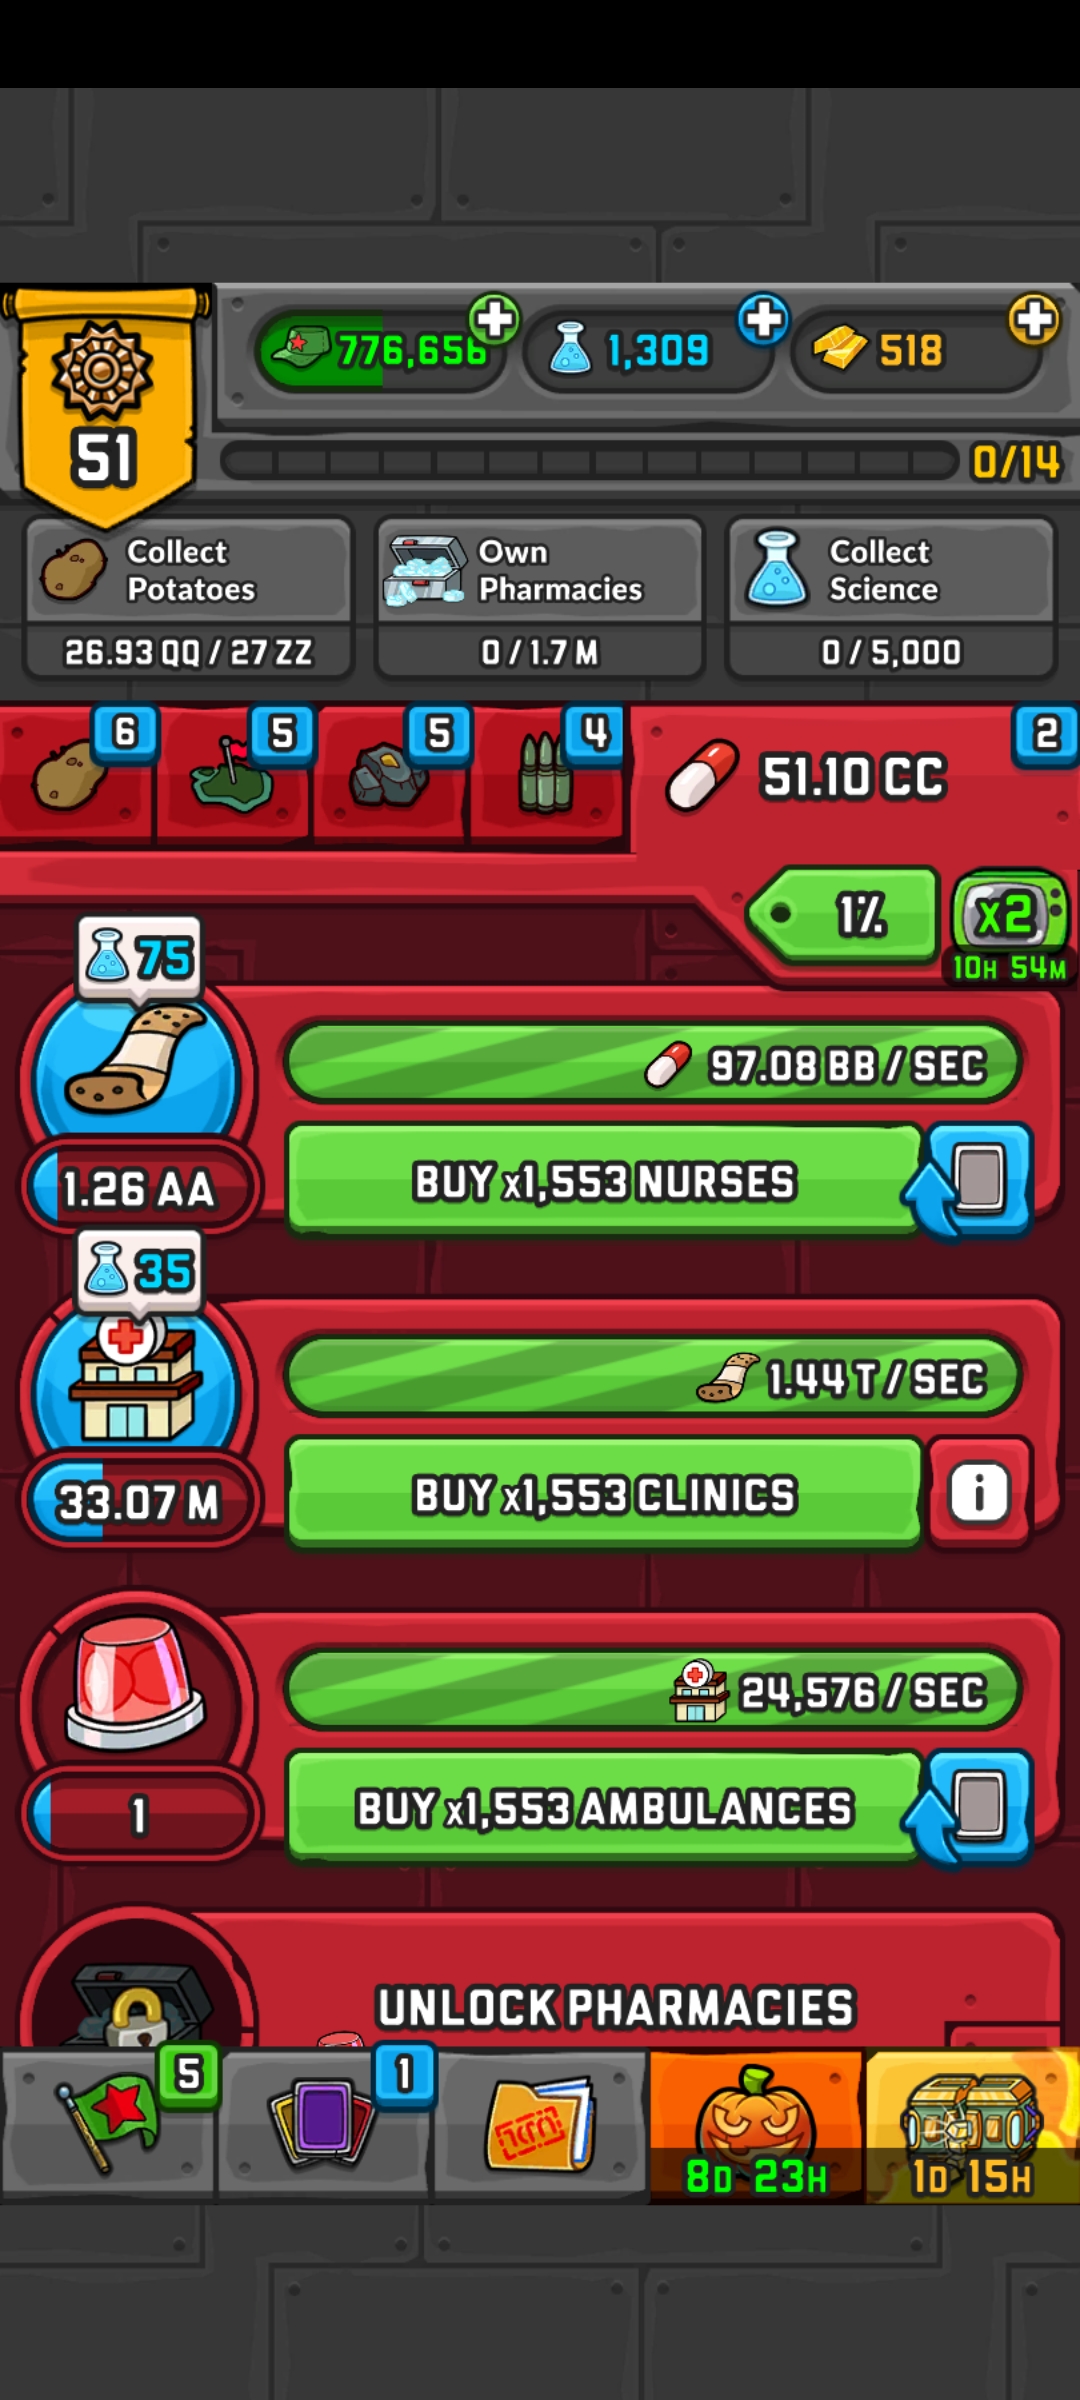 776,656
1,309
518
51
0/14
Collect Potatoes
26.93 QQ / 27 ZZ
Own Pharmacies
0 / 1.7 M
Collect Science
0 / 5,000
6
5
5
4
2
51.10 CC
1%
x2
10H 54M
75
97.08 BB / SEC
1.26 AA
BUY x1,553 NURSES
35
1.44 T / SEC
33.07 M
BUY x1,553 CLINICS
i
24,576 / SEC
1
BUY x1,553 AMBULANCES
UNLOCK PHARMACIES
5
1
8D 23H
1D 15H